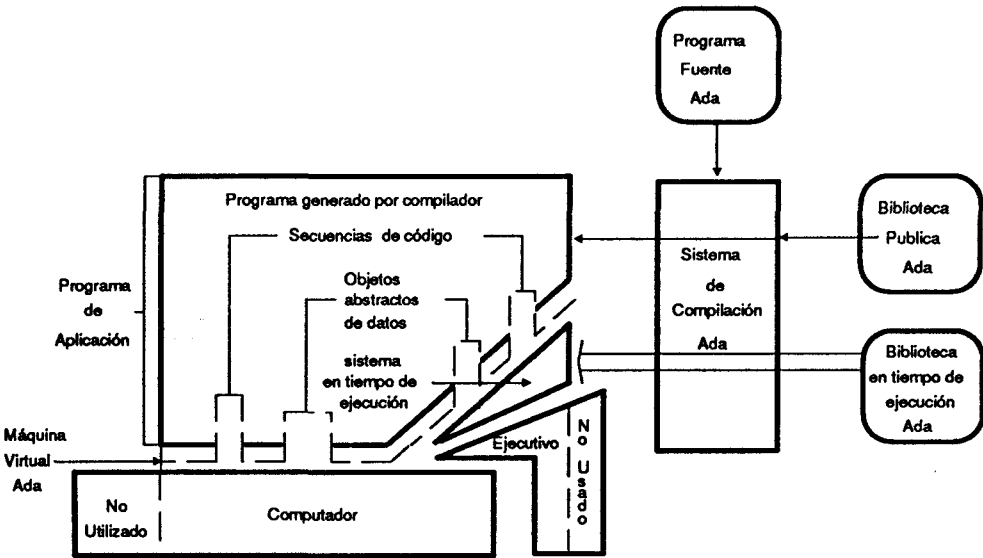 Programa
Fuente
Ada
Programa generado por compilador
Secuencias de código
Objetos
abstractos
de datos
sistema
en tiempo de
ejecución
Programa
de
Aplicación
Sistema
de
Compilación
Ada
Biblioteca
Publica
Ada
Biblioteca
en tiempo de
ejecución
Ada
Máquina
Virtual
Ada
Ejecutivo
No Usado
No
Utilizado
Computador